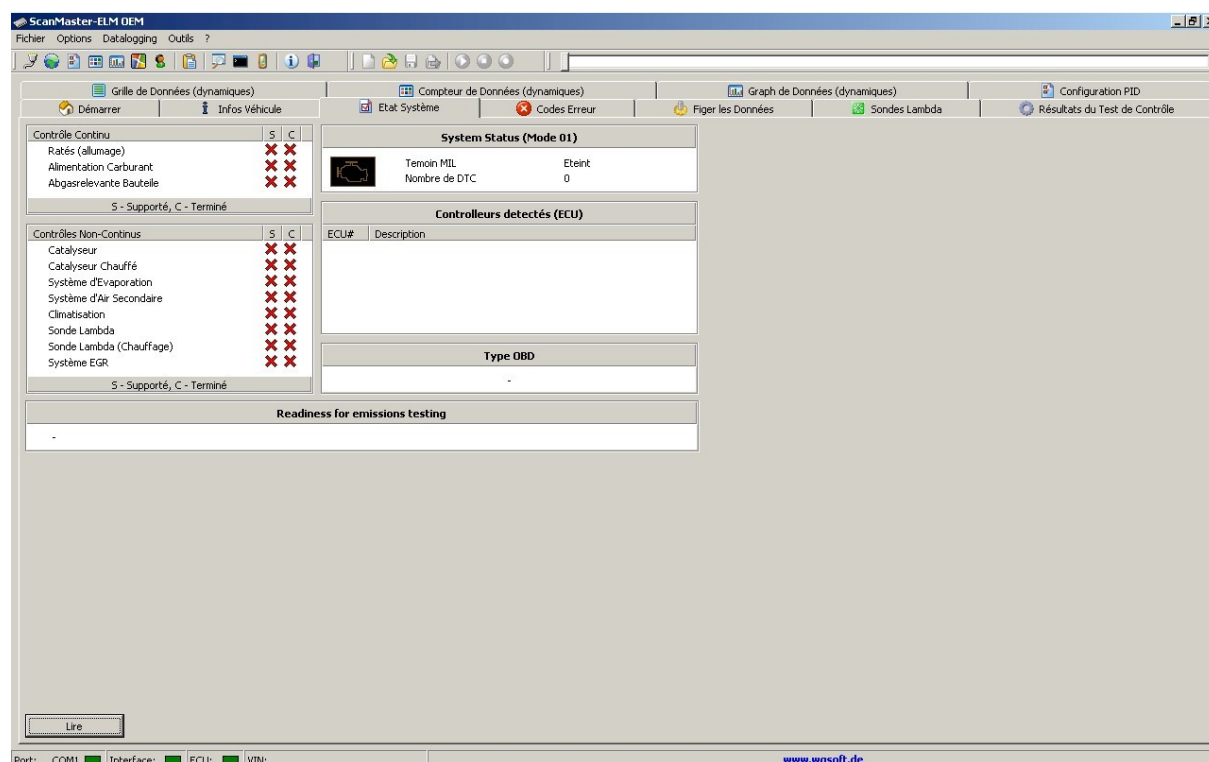 ScanMaster-ELM OEM
Fichier Options Datalogging Outils ?
Grille de Données (dynamiques) Compteur de Données (dynamiques) Graph de Données (dynamiques) Configuration PID
Démarrer Infos Véhicule Etat Système Codes Erreur Figer les Données Sondes Lambda Résultats du Test de Contrôle
Contrôle Continu S C
Ratés (allumage)
Alimentation Carburant
Abgasrelevante Bauteile
S - Supporté, C - Terminé
Contrôles Non-Continus S C
Catalyseur
Catalyseur Chauffé
Système d'Evaporation
Système d'Air Secondaire
Climatisation
Sonde Lambda
Sonde Lambda (Chauffage)
Système EGR
S - Supporté, C - Terminé
System Status (Mode 01)
Temoin MIL Eteint
Nombre de DTC 0
Controlleurs detectés (ECU)
ECU# Description
Type OBD
-
Readiness for emissions testing
-
Lire
Port: COM1 Interface: ECU: VIN: www.wgsoft.de